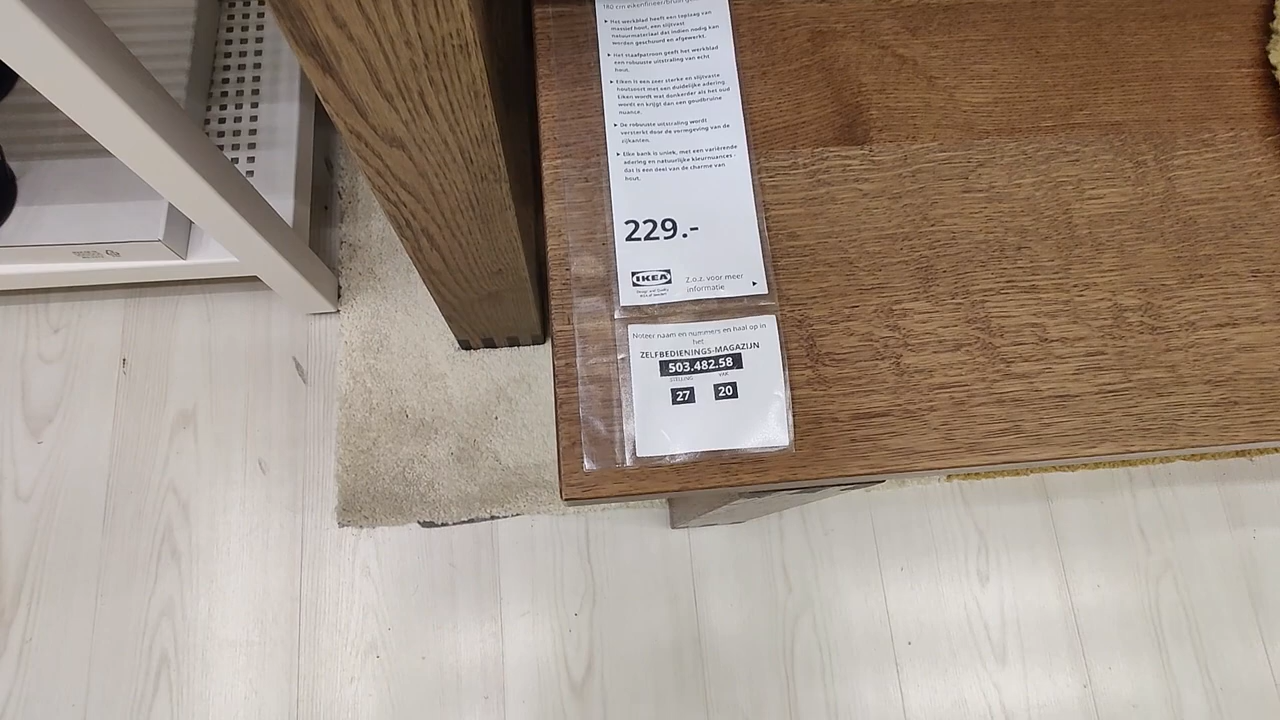 180 cm eikenfineer/bruin
▸ Het werkblad heeft een toplaag van
massief hout, een slijtvast
natuurmateriaal dat indien nodig kan
worden geschuurd en afgewerkt.
▸ Het staafpatroon geeft het werkblad
een robuuste uitstraling van echt
hout.
▸ Eiken is een zeer sterke en slijtvaste
houtsoort met een duidelijke adering.
Eiken wordt wat donkerder als het oud
wordt en krijgt dan een goudbruine
nuance.
▸ De robuuste uitstraling wordt
versterkt door de vormgeving van de
zijkanten.
▸ Elke bank is uniek, met een variërende
adering en natuurlijke kleurnuances -
dat is een deel van de charme van
hout.
229.-
IKEA
Design and Quality
IKEA of Sweden
Z.o.z. voor meer
informatie ▸
Noteer naam en nummers en haal op in
het
ZELFBEDIENINGS-MAGAZIJN
503.482.58
STELLING VAK
27 20